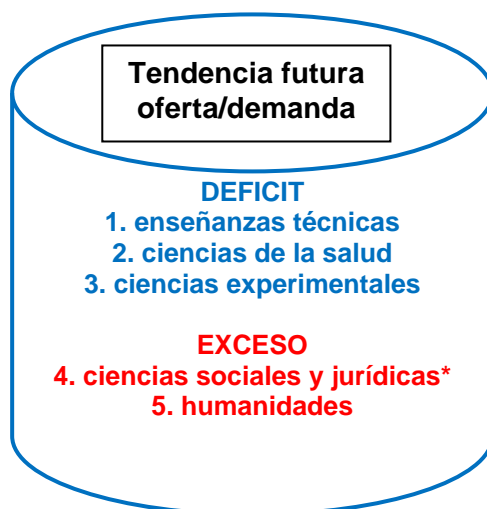 Tendencia futura
oferta/demanda
DEFICIT
1. enseñanzas técnicas
2. ciencias de la salud
3. ciencias experimentales
EXCESO
4. ciencias sociales y jurídicas*
5. humanidades